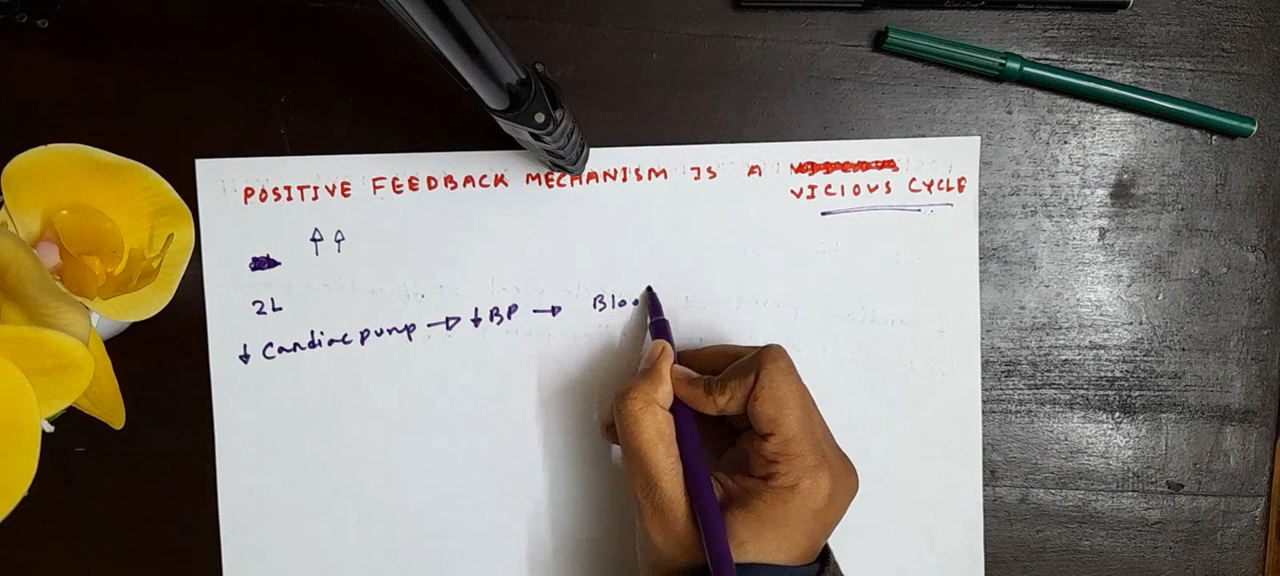 POSITIVE FEEDBACK MECHANISM IS A
VICIOUS CYCLE
2L
↓ Cardiac pump → ↓ BP → Bloo